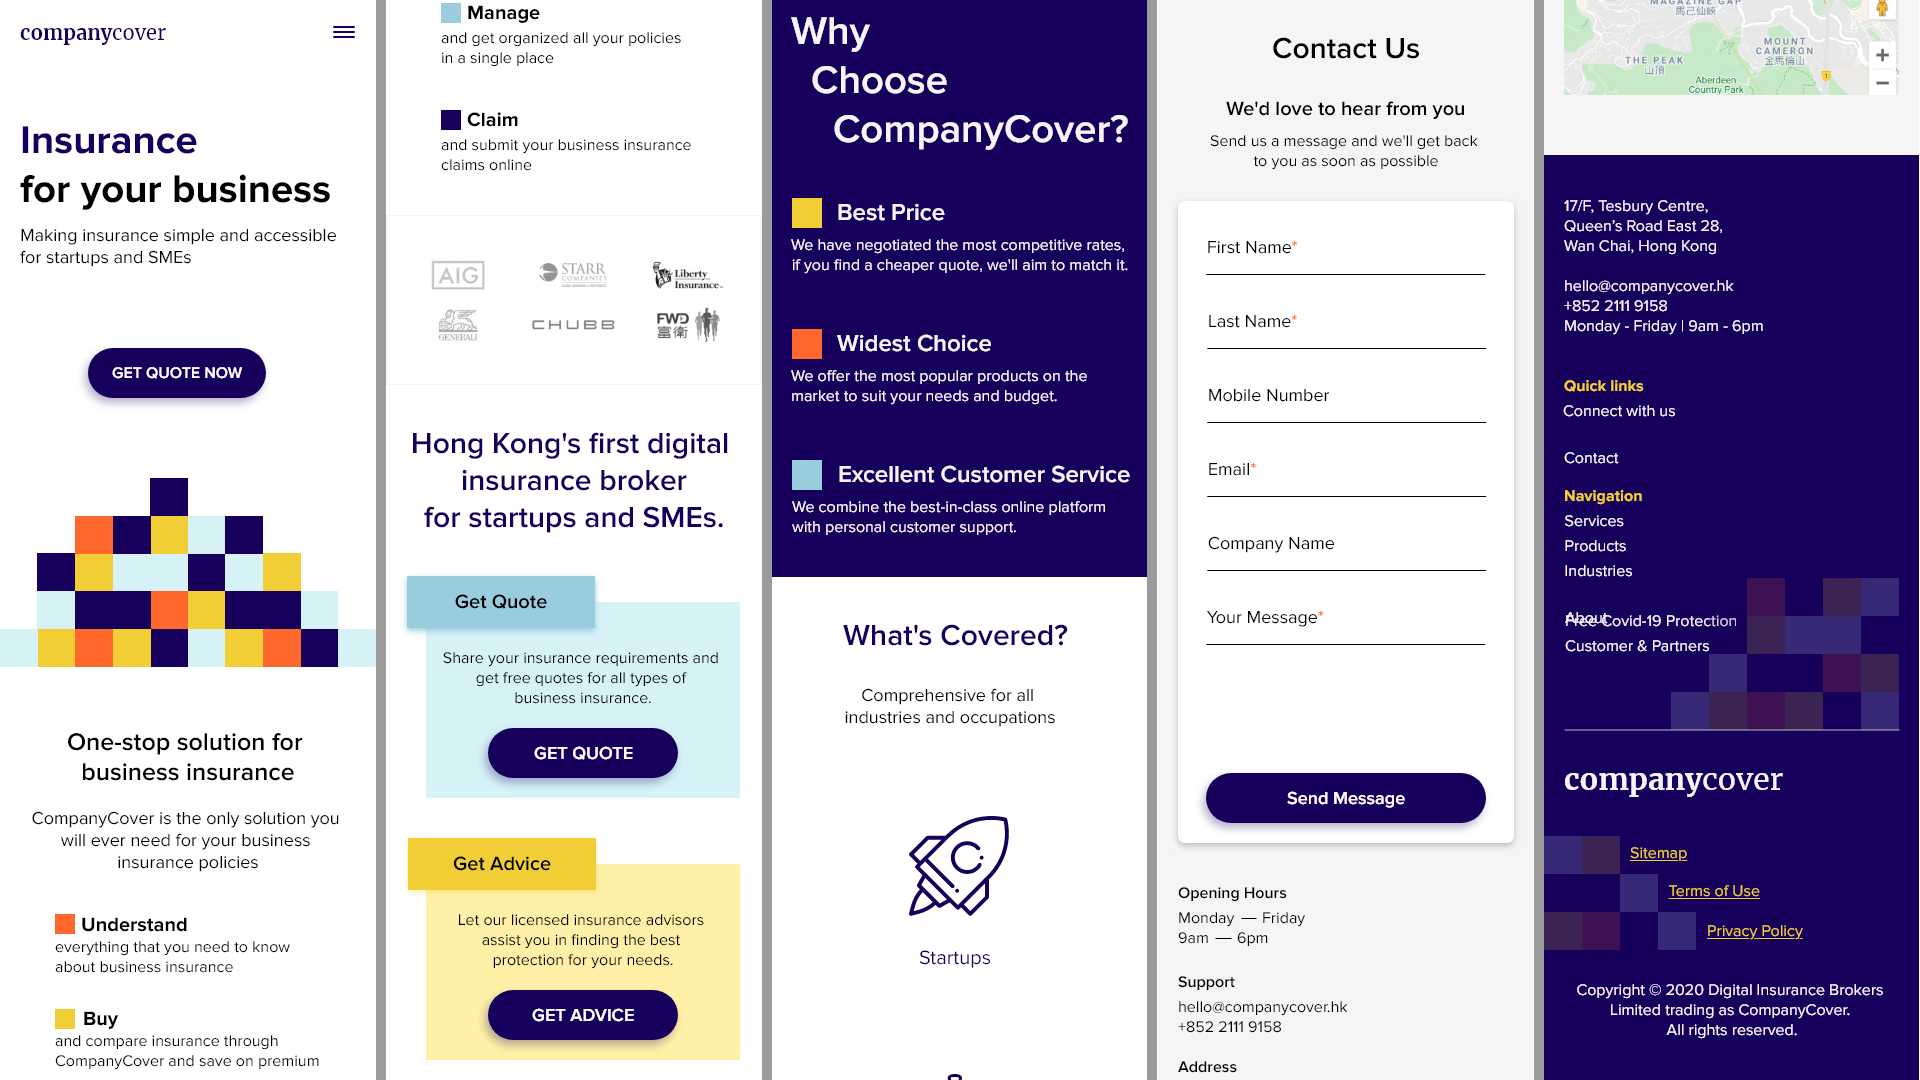 companycover
Insurance
for your business
Making insurance simple and accessible
for startups and SMEs
GET QUOTE NOW
One-stop solution for
business insurance
CompanyCover is the only solution you
will ever need for your business
insurance policies
Understand
everything that you need to know
about business insurance
Buy
and compare insurance through
CompanyCover and save on premium
Manage
and get organized all your policies
in a single place
Claim
and submit your business insurance
claims online
AIG
STARR
COMPANIES
Liberty
Insurance
GENERALI
CHUBB
FWD
富衛
Hong Kong's first digital
insurance broker
for startups and SMEs.
Get Quote
Share your insurance requirements and
get free quotes for all types of
business insurance.
GET QUOTE
Get Advice
Let our licensed insurance advisors
assist you in finding the best
protection for your needs.
GET ADVICE
Why
Choose
CompanyCover?
Best Price
We have negotiated the most competitive rates,
if you find a cheaper quote, we'll aim to match it.
Widest Choice
We offer the most popular products on the
market to suit your needs and budget.
Excellent Customer Service
We combine the best-in-class online platform
with personal customer support.
What's Covered?
Comprehensive for all
industries and occupations
Startups
Contact Us
We'd love to hear from you
Send us a message and we'll get back
to you as soon as possible
First Name*
Last Name*
Mobile Number
Email*
Company Name
Your Message*
Send Message
Opening Hours
Monday — Friday
9am — 6pm
Support
hello@companycover.hk
+852 2111 9158
Address
MAGAZINE GAP
馬己仙峽
MOUNT
CAMERON
金馬倫山
THE PEAK
山頂
Aberdeen
Country Park
1
+
−
17/F, Tesbury Centre,
Queen's Road East 28,
Wan Chai, Hong Kong
hello@companycover.hk
+852 2111 9158
Monday - Friday | 9am - 6pm
Quick links
Connect with us
Contact
Navigation
Services
Products
Industries
About
Free Covid-19 Protection
Customer & Partners
companycover
Sitemap
Terms of Use
Privacy Policy
Copyright © 2020 Digital Insurance Brokers
Limited trading as CompanyCover.
All rights reserved.